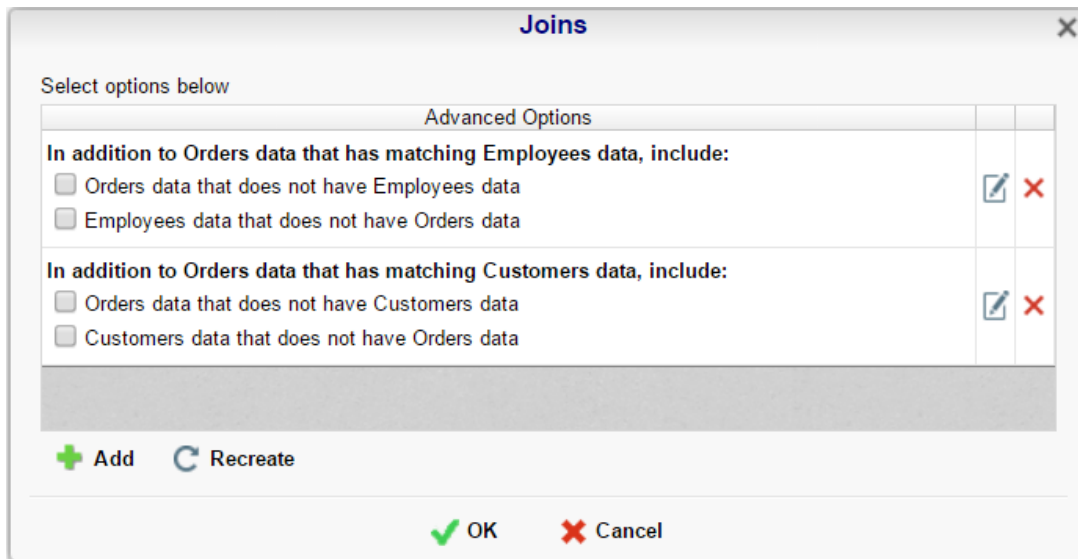 Joins
Select options below
Advanced Options
In addition to Orders data that has matching Employees data, include:
Orders data that does not have Employees data
Employees data that does not have Orders data
In addition to Orders data that has matching Customers data, include:
Orders data that does not have Customers data
Customers data that does not have Orders data
Add Recreate
OK Cancel